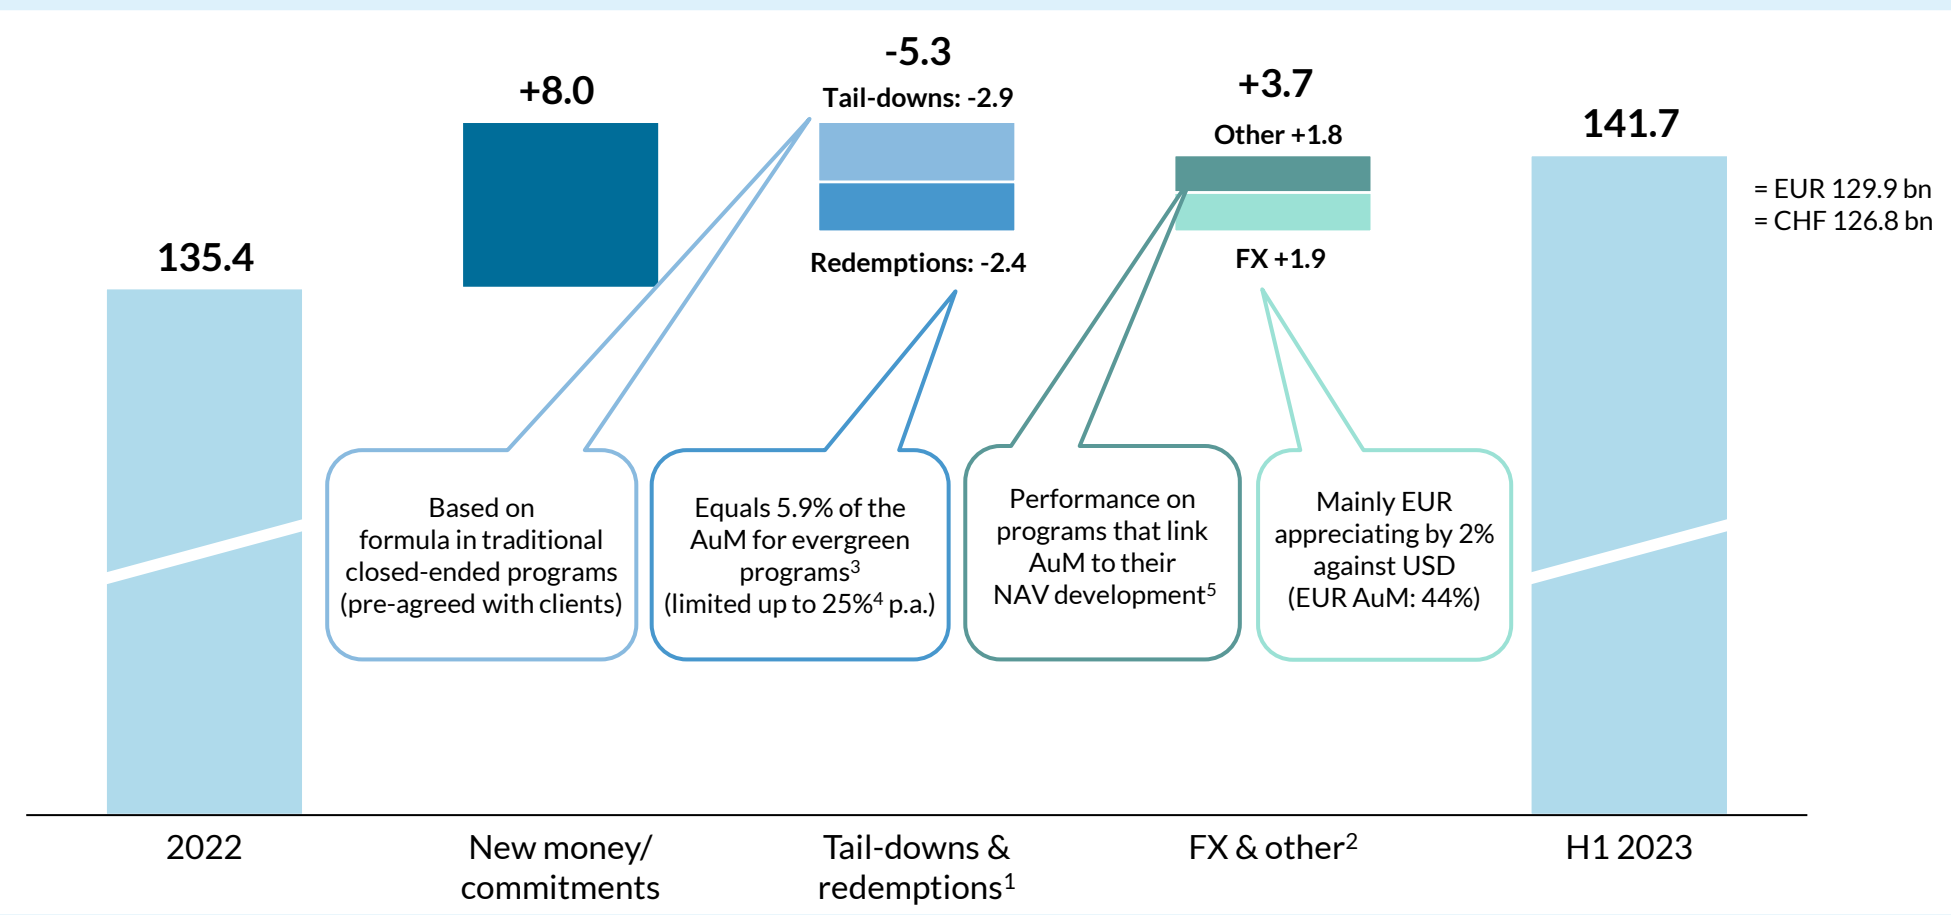 135.4
+8.0
-5.3
Tail-downs: -2.9
Redemptions: -2.4
+3.7
Other +1.8
FX +1.9
141.7
= EUR 129.9 bn
= CHF 126.8 bn
Based on
formula in traditional
closed-ended programs
(pre-agreed with clients)
Equals 5.9% of the
AuM for evergreen
programs³
(limited up to 25%⁴ p.a.)
Performance on
programs that link
AuM to their
NAV development⁵
Mainly EUR
appreciating by 2%
against USD
(EUR AuM: 44%)
2022
New money/
commitments
Tail-downs &
redemptions¹
FX & other²
H1 2023